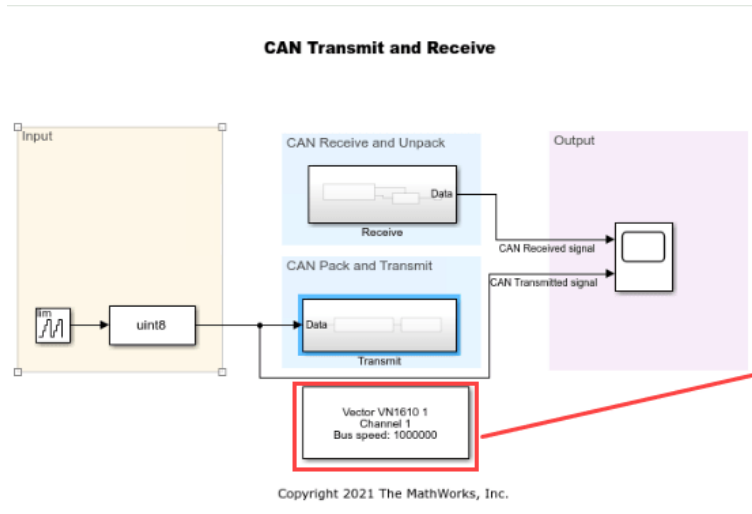 CAN Transmit and Receive
Input
CAN Receive and Unpack
Output
Data
Receive
CAN Received signal
CAN Pack and Transmit
CAN Transmitted signal
lim
uint8
Data
Transmit
Vector VN1610 1
Channel 1
Bus speed: 1000000
Copyright 2021 The MathWorks, Inc.